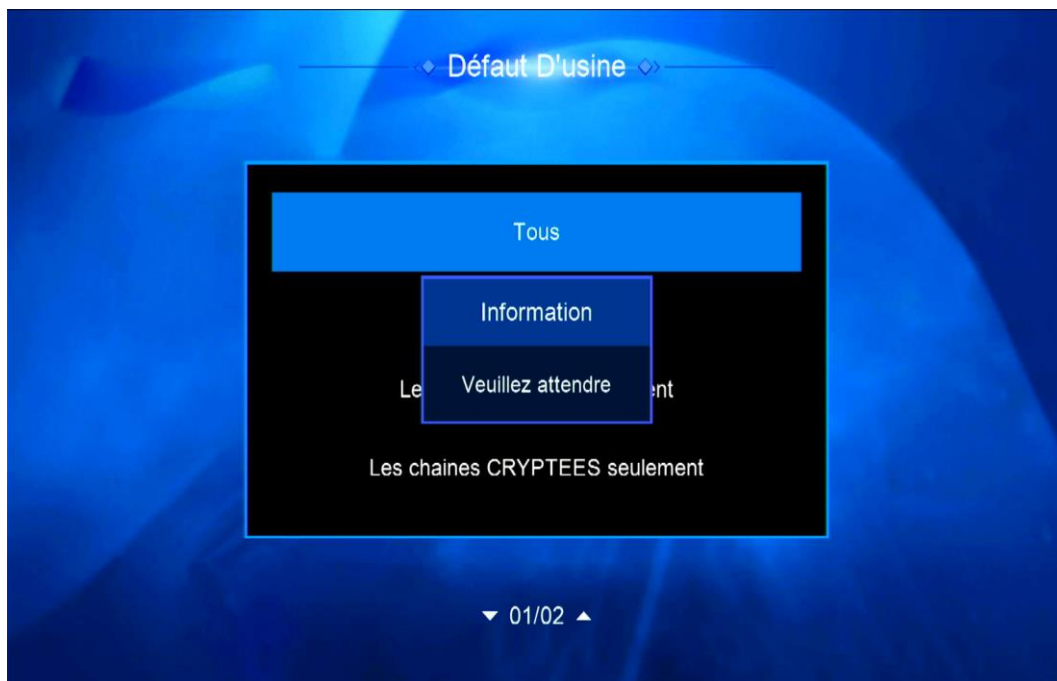 Défaut D'usine
Tous
Information
Veuillez attendre
Les chaines CRYPTEES seulement
01/02